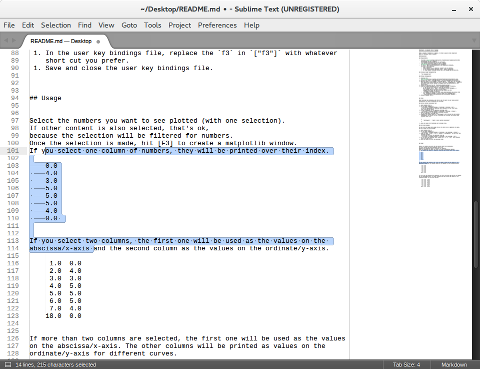 ~/Desktop/README.md • - Sublime Text (UNREGISTERED)
File Edit Selection Find View Goto Tools Project Preferences Help
README.md — Desktop
88 1. In the user key bindings file, replace the `f3` in `["f3"]` with whatever
89 short cut you prefer.
90 1. Save and close the user key bindings file.
91
92
93
94 ## Usage
95
96
97 Select the numbers you want to see plotted (with one selection).
98 If other content is also selected, that's ok,
99 because the selection will be filtered for numbers.
100 Once the selection is made, hit [F3] to create a matplotlib window.
101 If you select one column of numbers, they will be printed over their index.
102
103 0.0
104 4.0
105 3.0
106 5.0
107 5.0
108 5.0
109 4.0
110 0.0
111
112
113 If you select two columns, the first one will be used as the values on the
114 abscissa/x-axis and the second column as the values on the ordinate/y-axis.
115
116 1.0 0.0
117 2.0 4.0
118 3.0 3.0
119 4.0 5.0
120 5.0 5.0
121 6.0 5.0
122 7.0 4.0
123 10.0 0.0
124
125
126 If more than two columns are selected, the first one will be used as the values
127 on the abscissa/x-axis. The other columns will be printed as values on the
128 ordinate/y-axis for different curves.
14 lines, 215 characters selected
Tab Size: 4
Markdown